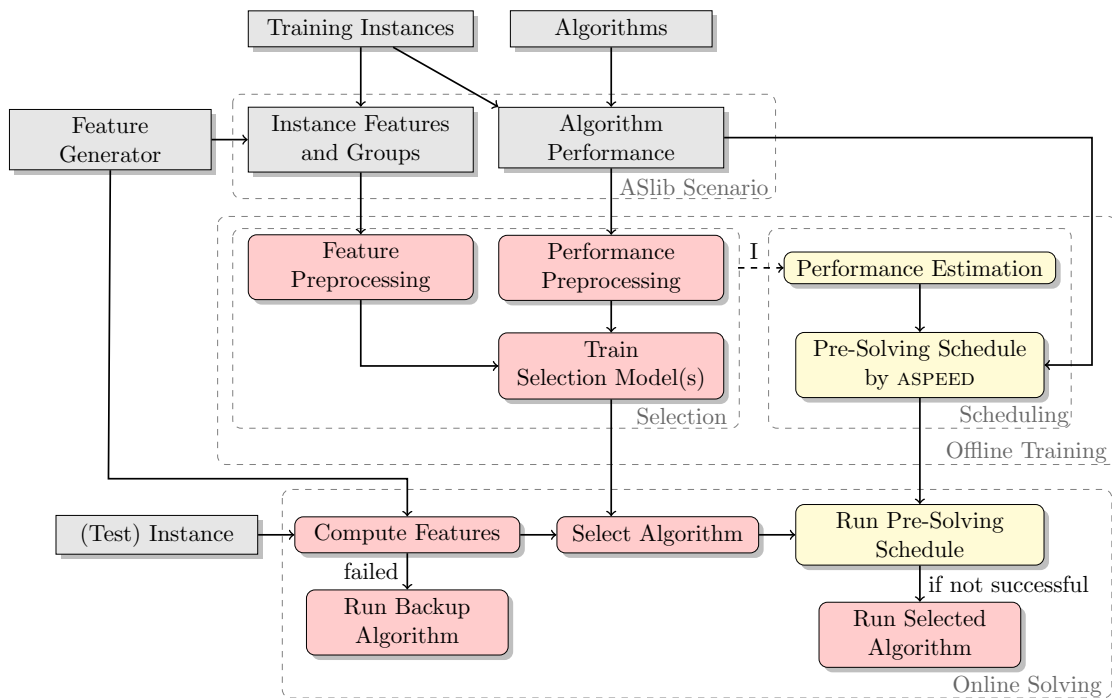 Training Instances
Algorithms
Feature
Generator
Instance Features
and Groups
Algorithm
Performance
ASlib Scenario
Feature
Preprocessing
Performance
Preprocessing
I
Performance Estimation
Train
Selection Model(s)
Pre-Solving Schedule
by ASPEED
Selection
Scheduling
Offline Training
(Test) Instance
Compute Features
Select Algorithm
Run Pre-Solving
Schedule
failed
if not successful
Run Backup
Algorithm
Run Selected
Algorithm
Online Solving